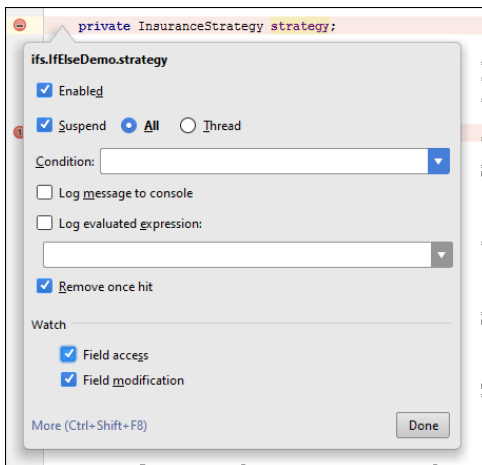 private InsuranceStrategy strategy;
ifs.IfElseDemo.strategy
Enabled
Suspend All Thread
Condition:
Log message to console
Log evaluated expression:
Remove once hit
Watch
Field access
Field modification
More (Ctrl+Shift+F8) Done